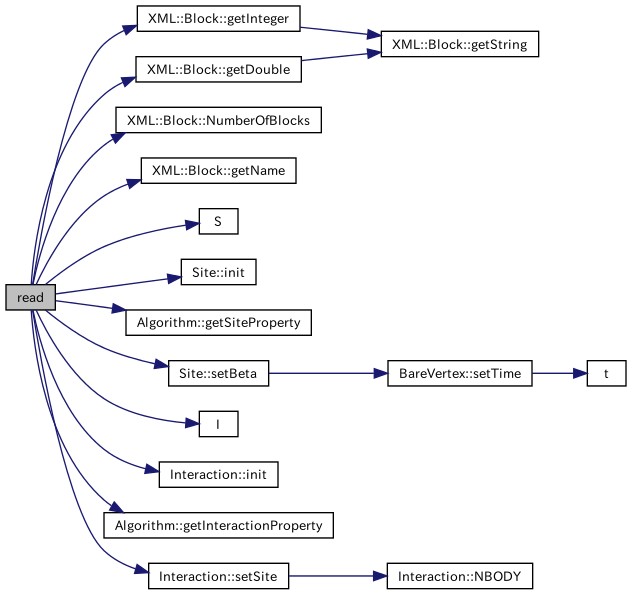 XML::Block::getInteger
XML::Block::getString
XML::Block::getDouble
XML::Block::NumberOfBlocks
XML::Block::getName
S
Site::init
read
Algorithm::getSiteProperty
Site::setBeta
BareVertex::setTime
t
I
Interaction::init
Algorithm::getInteractionProperty
Interaction::setSite
Interaction::NBODY